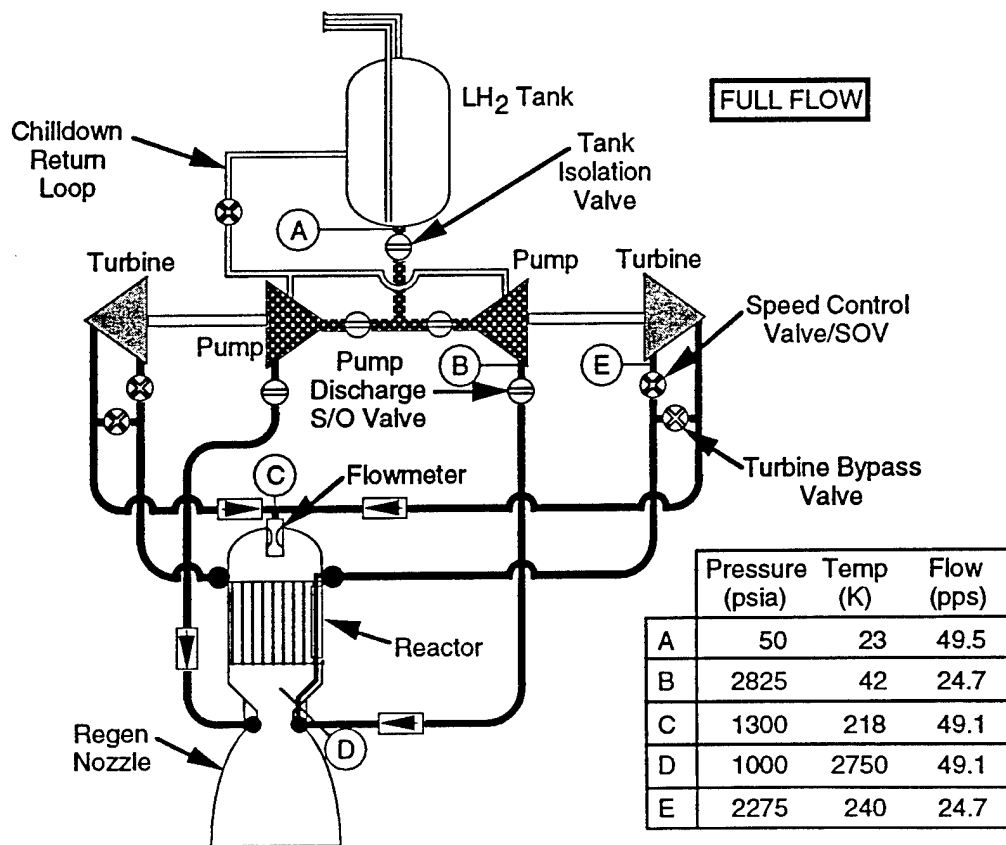 FULL FLOW
LH2 Tank
Chilldown
Return
Loop
Tank
Isolation
Valve
A
Turbine
Pump
Turbine
Speed Control
Valve/SOV
Pump
Pump
Discharge
S/O Valve
B
E
C
Flowmeter
Turbine Bypass
Valve
Reactor
Regen
Nozzle
D
Pressure Temp Flow
(psia) (K) (pps)
A 50 23 49.5
B 2825 42 24.7
C 1300 218 49.1
D 1000 2750 49.1
E 2275 240 24.7